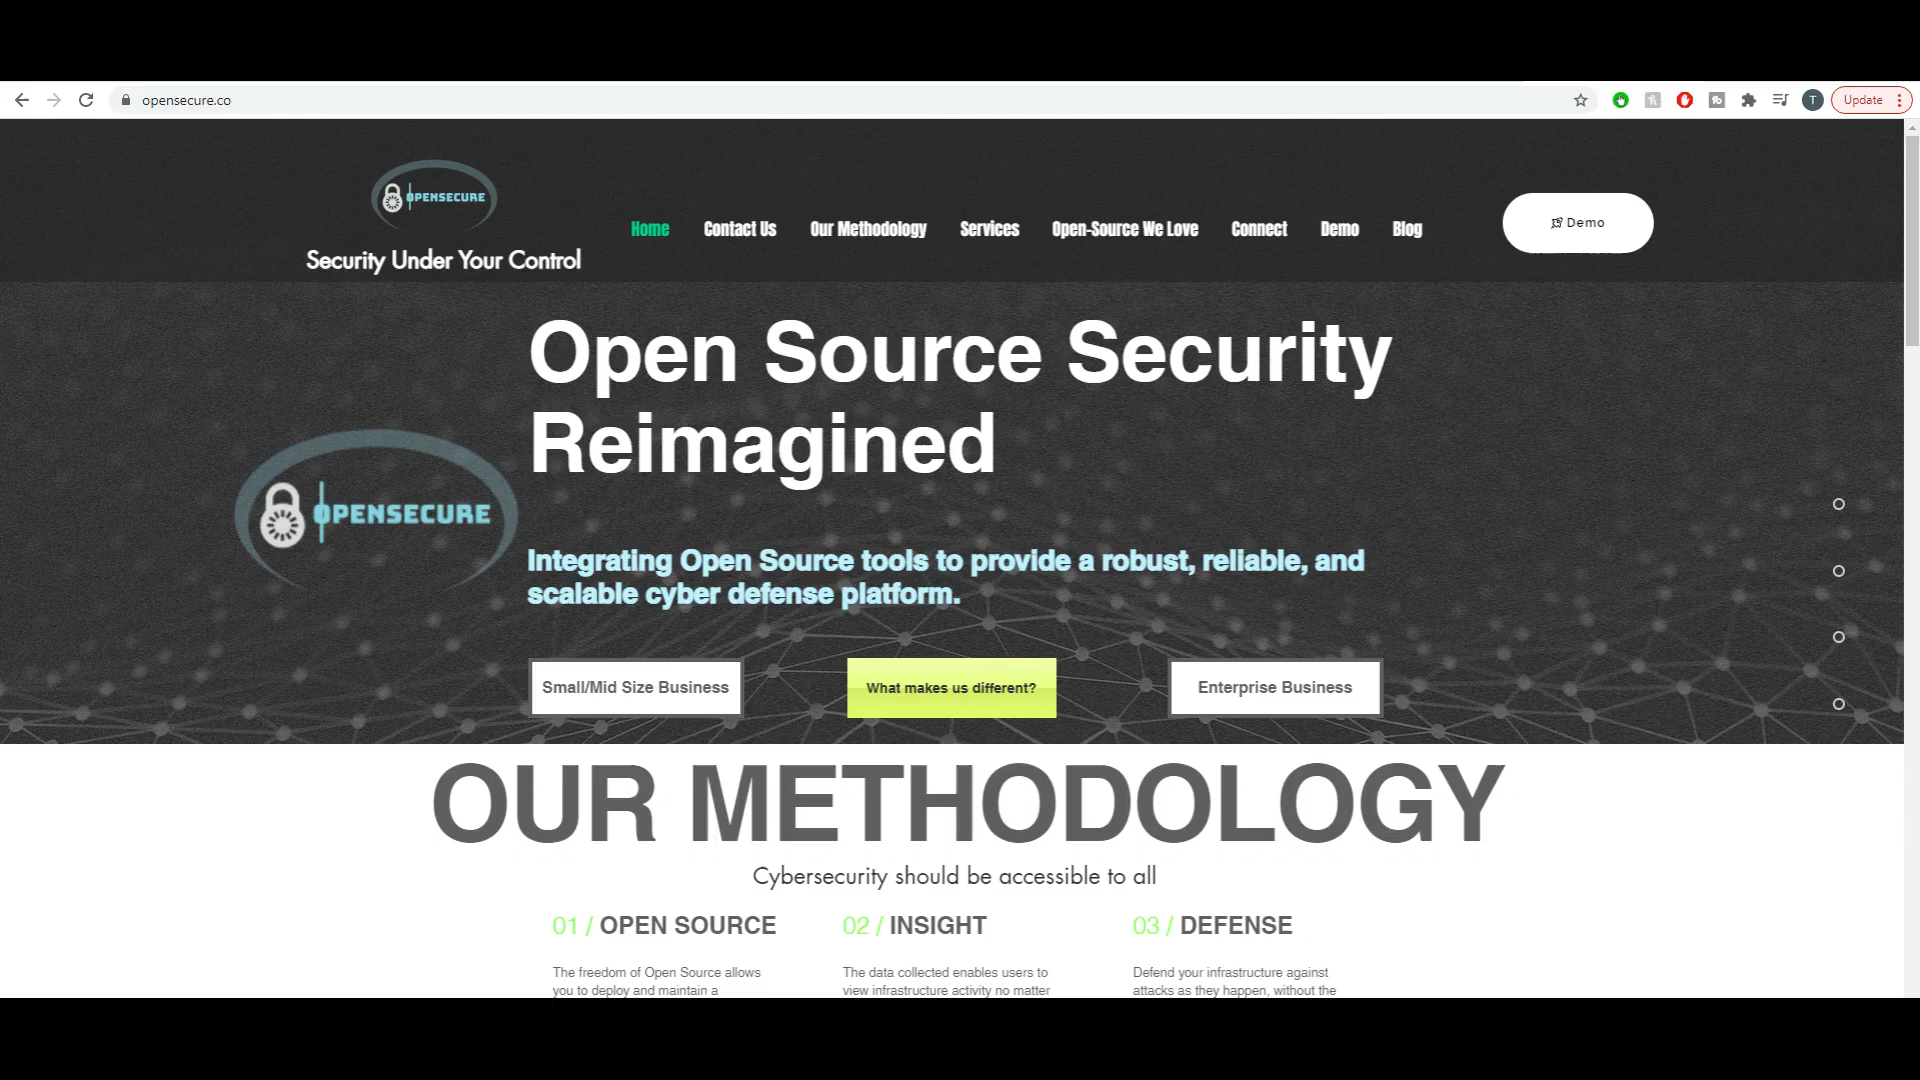 opensecure.co
T
Update
OPENSECURE
Security Under Your Control
Home Contact Us Our Methodology Services Open-Source We Love Connect Demo Blog
Demo
Open Source Security
Reimagined
OPENSECURE
Integrating Open Source tools to provide a robust, reliable, and
scalable cyber defense platform.
Small/Mid Size Business
What makes us different?
Enterprise Business
OUR METHODOLOGY
Cybersecurity should be accessible to all
01 / OPEN SOURCE
The freedom of Open Source allows
you to deploy and maintain a
02 / INSIGHT
The data collected enables users to
view infrastructure activity no matter
03 / DEFENSE
Defend your infrastructure against
attacks as they happen, without the